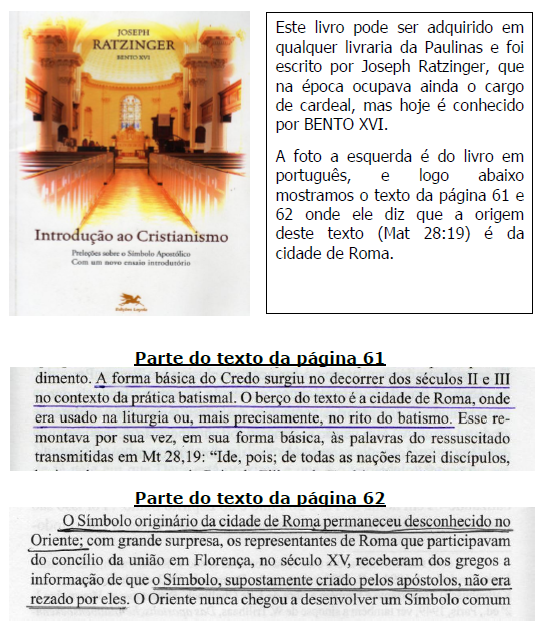 JOSEPH
RATZINGER
BENTO XVI
Introdução ao Cristianismo
Preleções sobre o Símbolo Apostólico
Com um novo ensaio introdutório
Edições Loyola
Este livro pode ser adquirido em
qualquer livraria da Paulinas e foi
escrito por Joseph Ratzinger, que
na época ocupava ainda o cargo
de cardeal, mas hoje é conhecido
por BENTO XVI.
A foto a esquerda é do livro em
português, e logo abaixo
mostramos o texto da página 61 e
62 onde ele diz que a origem
deste texto (Mat 28:19) é da
cidade de Roma.
Parte do texto da página 61
dimento. A forma básica do Credo surgiu no decorrer dos séculos II e III
no contexto da prática batismal. O berço do texto é a cidade de Roma, onde
era usado na liturgia ou, mais precisamente, no rito do batismo. Esse re-
montava por sua vez, em sua forma básica, às palavras do ressuscitado
transmitidas em Mt 28,19: “Ide, pois; de todas as nações fazei discípulos,
Parte do texto da página 62
O Símbolo originário da cidade de Roma permaneceu desconhecido no
Oriente; com grande surpresa, os representantes de Roma que participavam
do concílio da união em Florença, no século XV, receberam dos gregos a
informação de que o Símbolo, supostamente criado pelos apóstolos, não era
rezado por eles. O Oriente nunca chegou a desenvolver um Símbolo comum